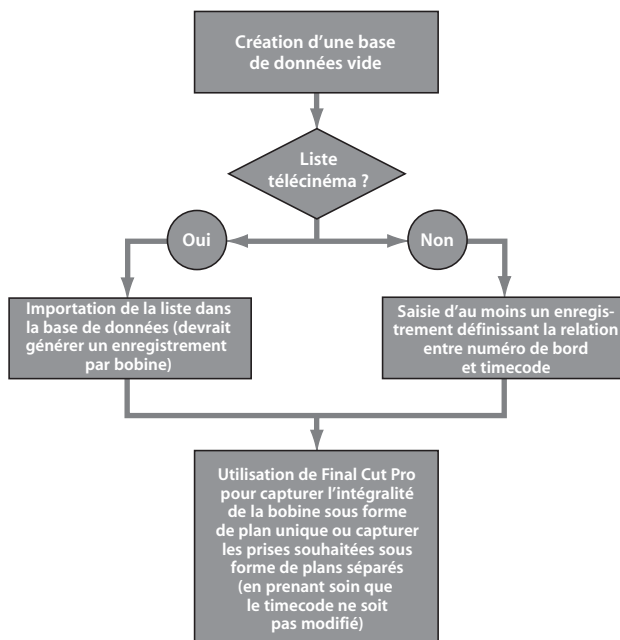 Création d’une base
de données vide
Liste
télécinéma ?
Oui
Non
Importation de la liste dans
la base de données (devrait
générer un enregistrement
par bobine)
Saisie d’au moins un enregis-
trement définissant la relation
entre numéro de bord
et timecode
Utilisation de Final Cut Pro
pour capturer l’intégralité
de la bobine sous forme
de plan unique ou capturer
les prises souhaitées sous
forme de plans séparés
(en prenant soin que
le timecode ne soit
pas modifié)